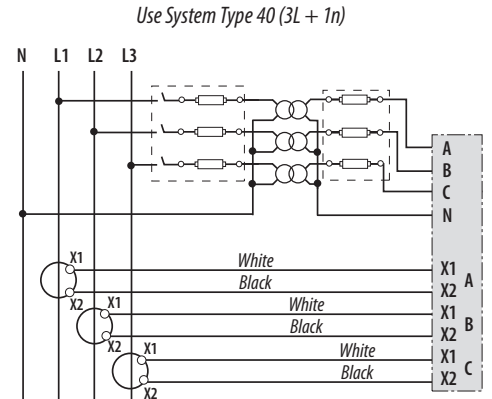 Use System Type 40 (3L + 1n)
N L1 L2 L3
A
B
C
N
X1 White X1
Black X2 A
X2 X1 White X1
Black X2 B
X2 X1 White X1
Black X2 C
X2